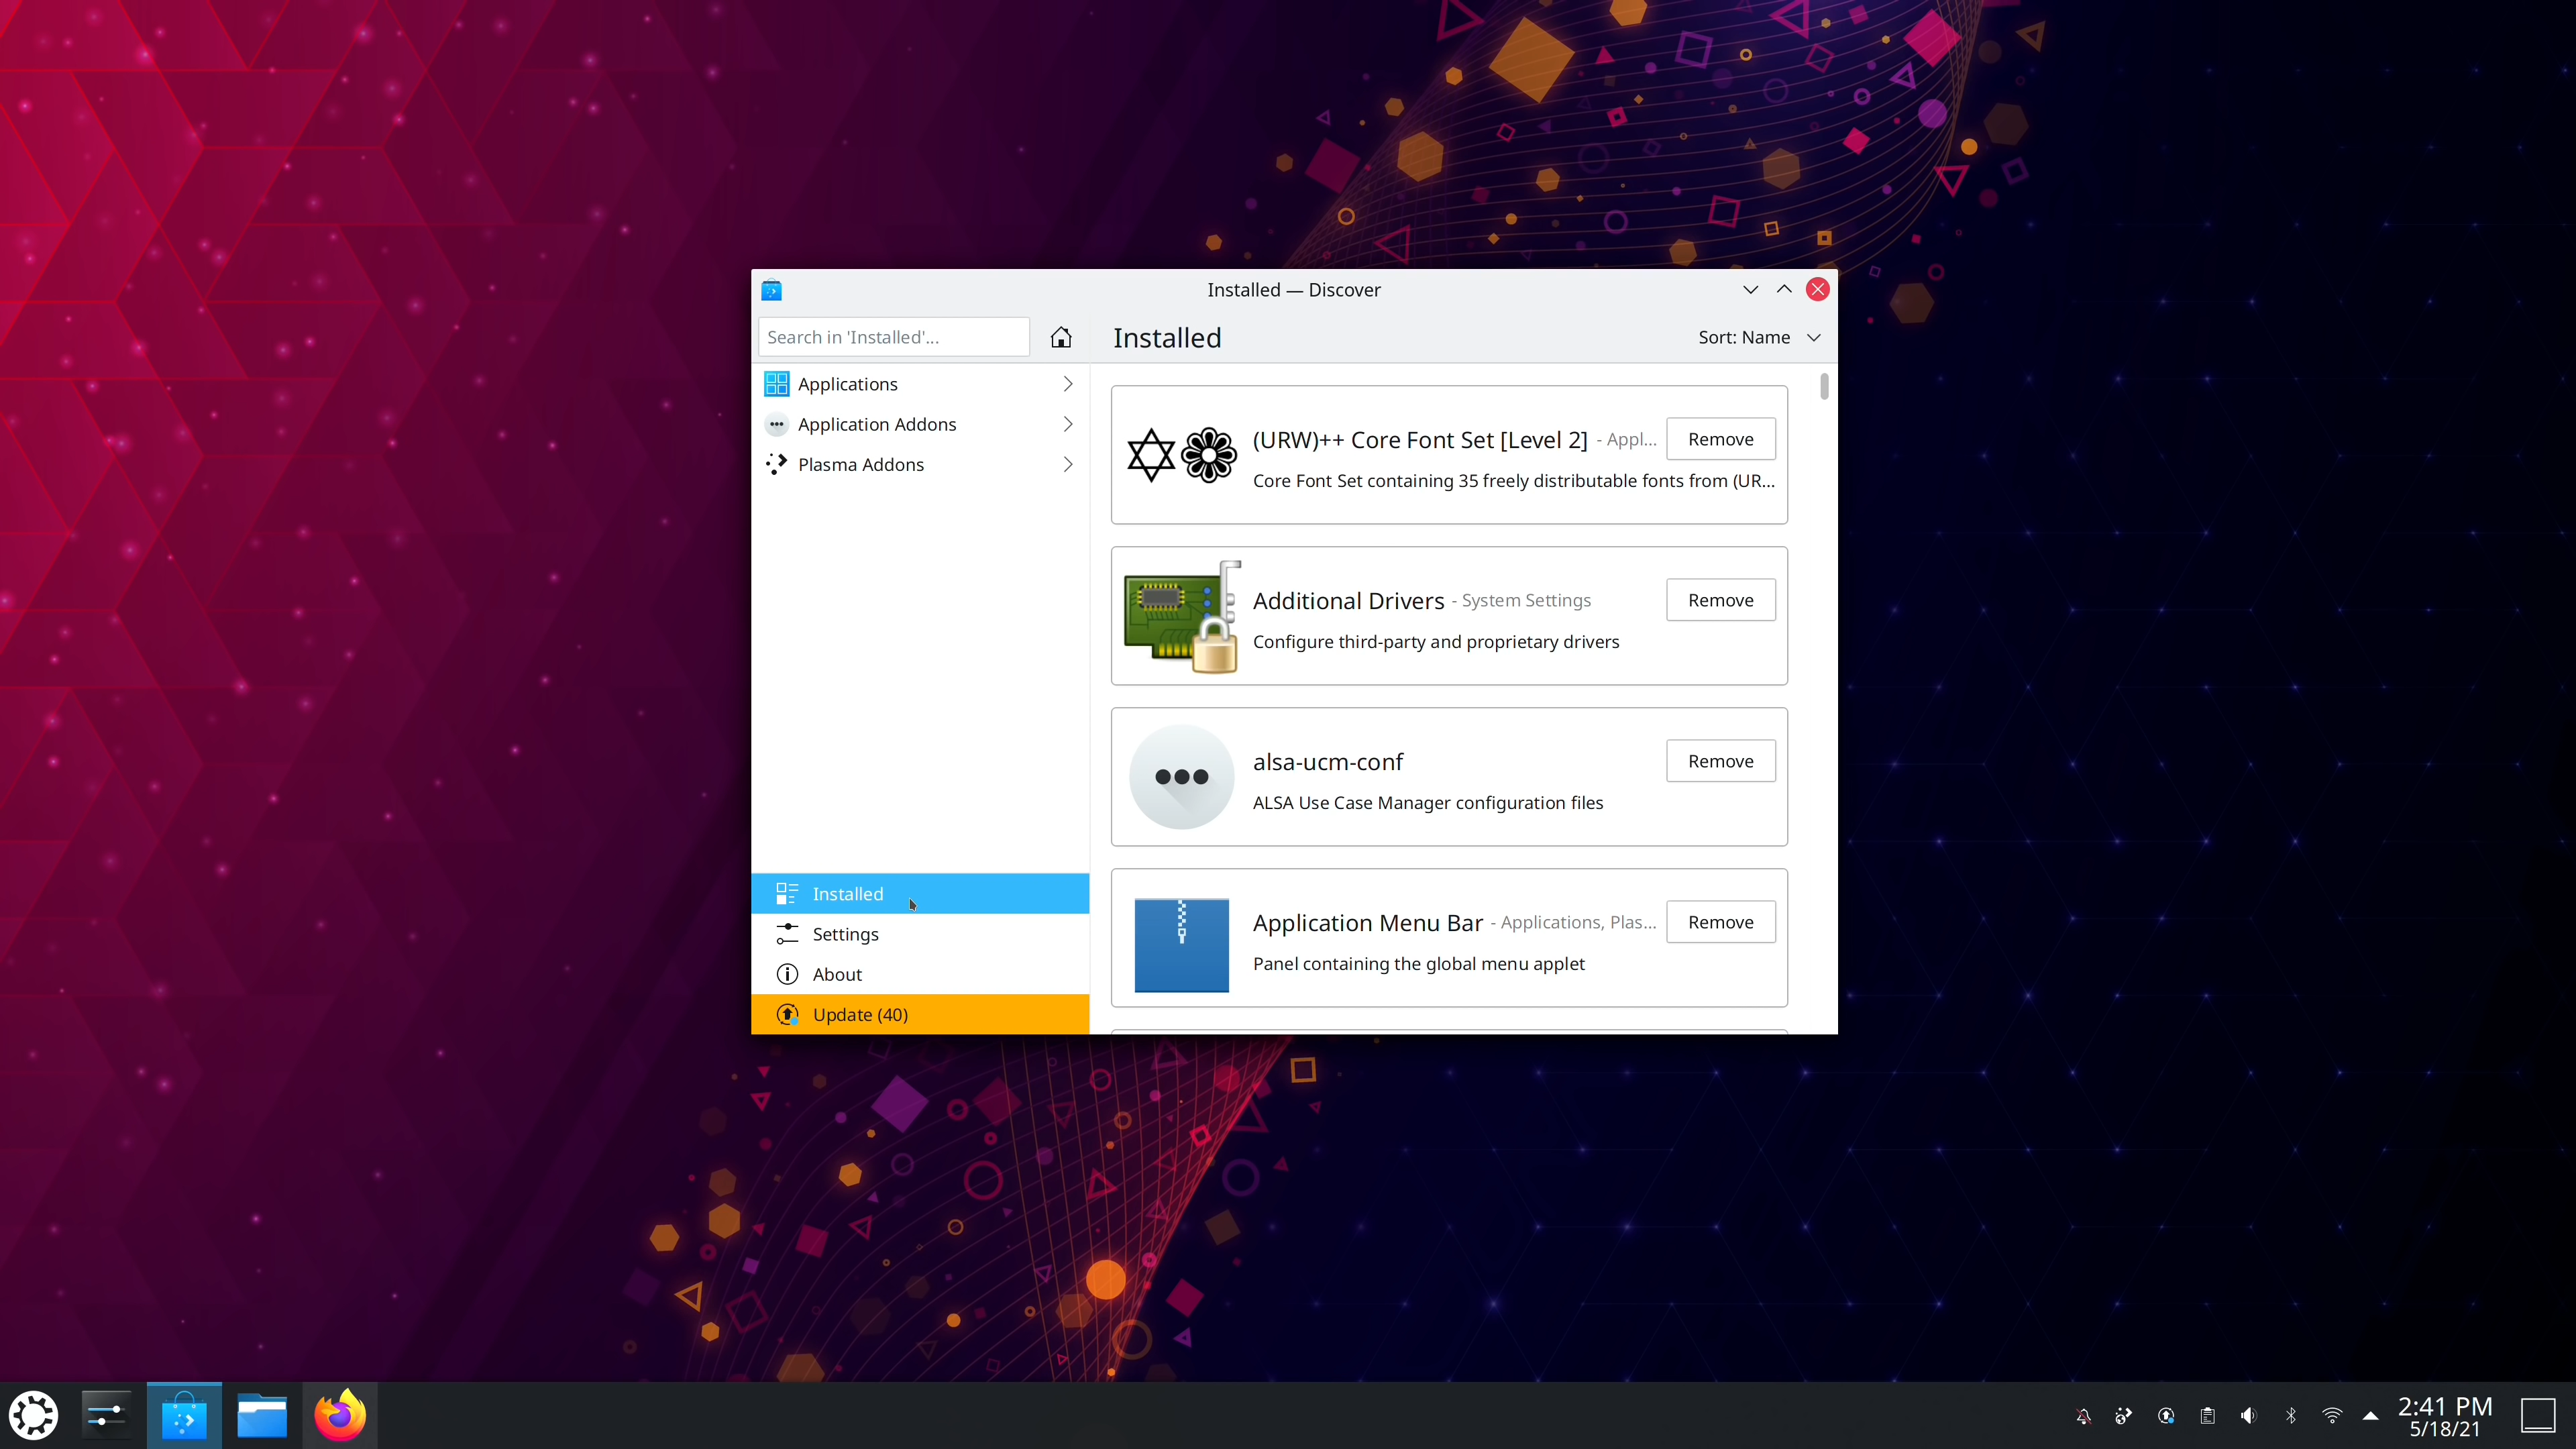 Installed — Discover
Search in 'Installed'...
Installed
Sort: Name
Applications
Application Addons
Plasma Addons
Installed
Settings
About
Update (40)
(URW)++ Core Font Set [Level 2] - Appl...
Remove
Core Font Set containing 35 freely distributable fonts from (UR...
Additional Drivers - System Settings
Remove
Configure third-party and proprietary drivers
alsa-ucm-conf
Remove
ALSA Use Case Manager configuration files
Application Menu Bar - Applications, Plas...
Remove
Panel containing the global menu applet
2:41 PM
5/18/21